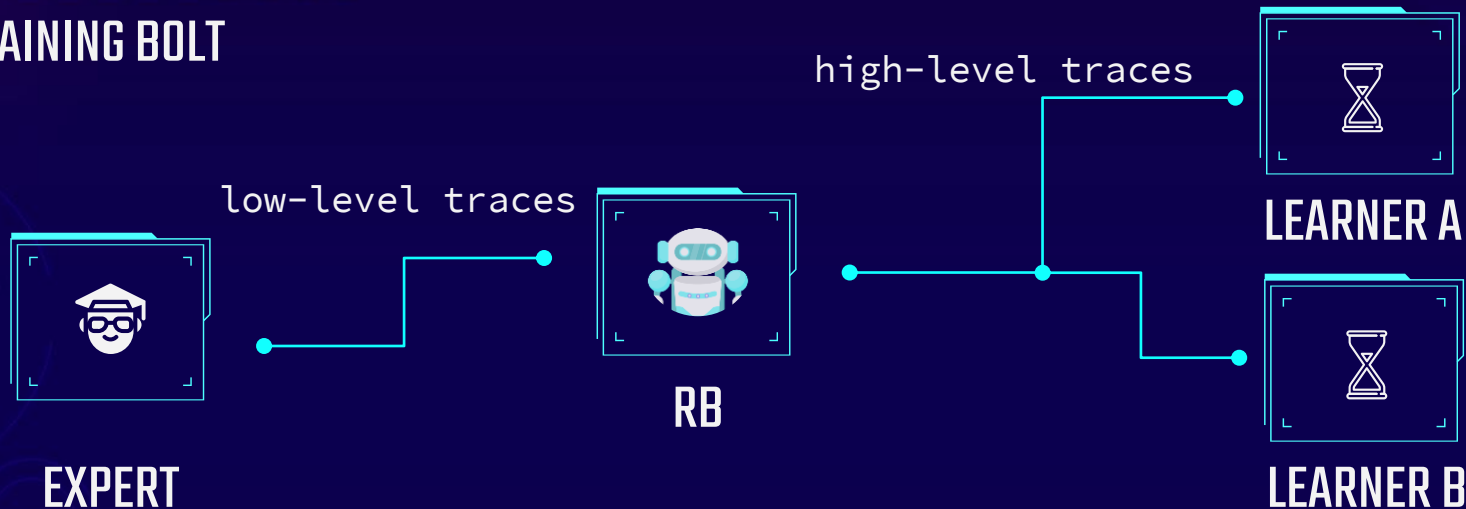 AINING BOLT
high-level traces
low-level traces
LEARNER A
RB
EXPERT
LEARNER B